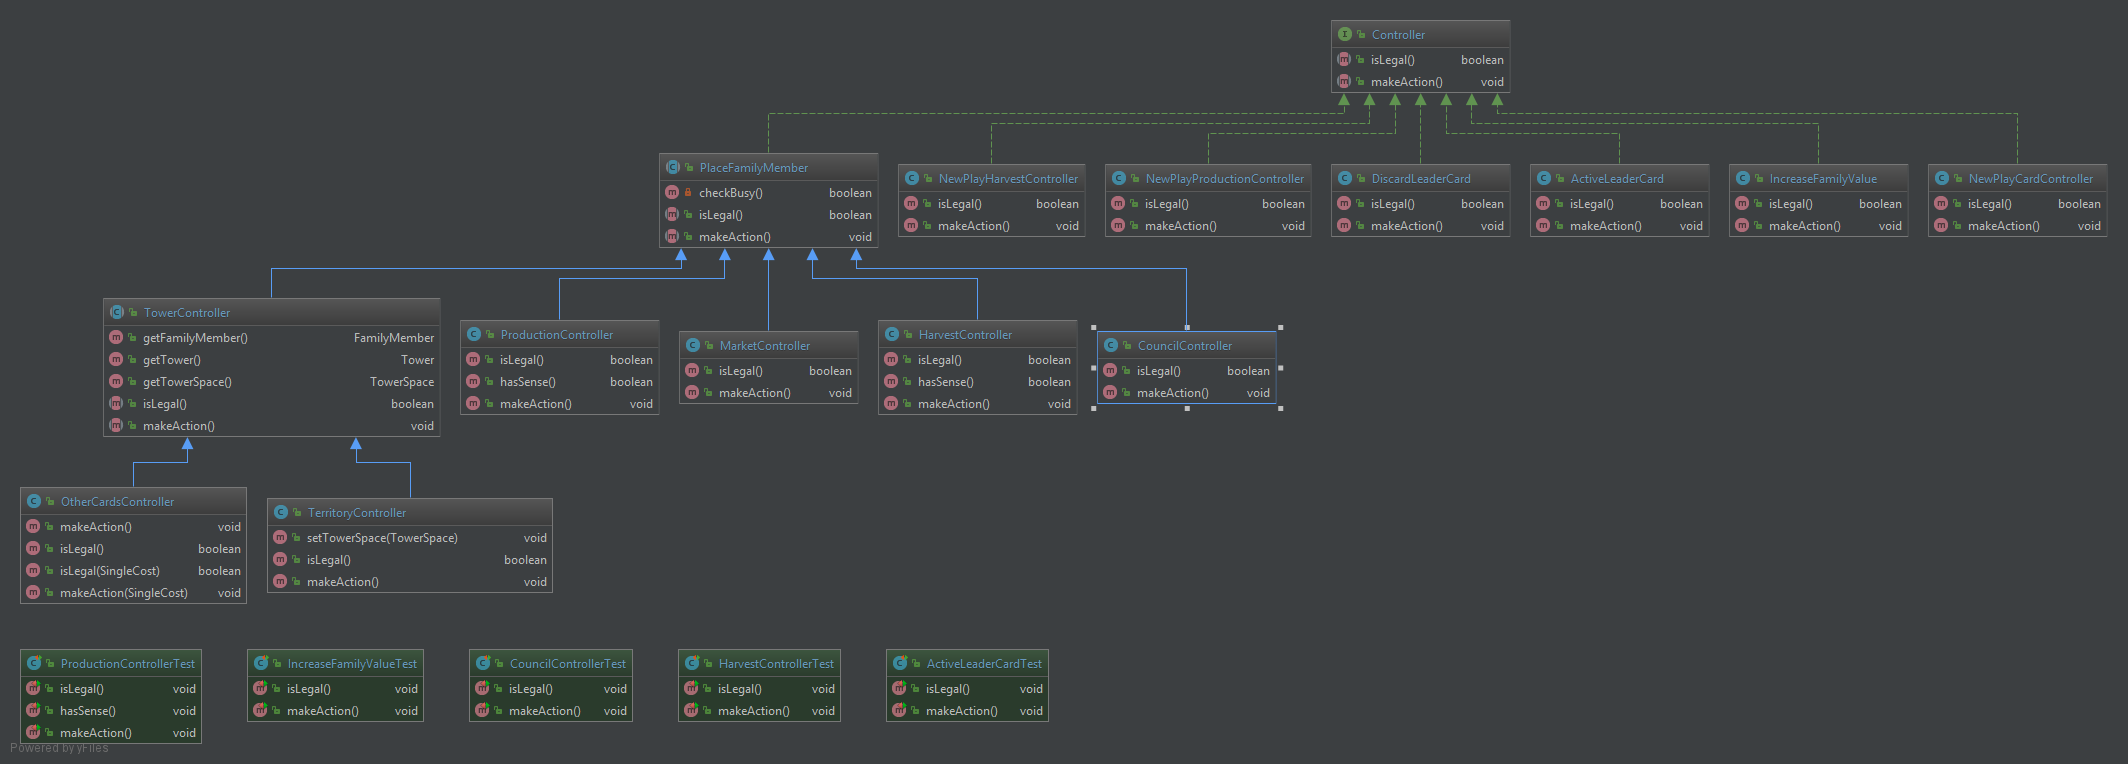 Controller
isLegal() boolean
makeAction() void
PlaceFamilyMember
checkBusy() boolean
isLegal() boolean
makeAction() void
NewPlayHarvestController
isLegal() boolean
makeAction() void
NewPlayProductionController
isLegal() boolean
makeAction() void
DiscardLeaderCard
isLegal() boolean
makeAction() void
ActiveLeaderCard
isLegal() boolean
makeAction() void
IncreaseFamilyValue
isLegal() boolean
makeAction() void
NewPlayCardController
isLegal() boolean
makeAction() void
TowerController
getFamilyMember() FamilyMember
getTower() Tower
getTowerSpace() TowerSpace
isLegal() boolean
makeAction() void
ProductionController
isLegal() boolean
hasSense() boolean
makeAction() void
MarketController
isLegal() boolean
makeAction() void
HarvestController
isLegal() boolean
hasSense() boolean
makeAction() void
CouncilController
isLegal() boolean
makeAction() void
OtherCardsController
makeAction() void
isLegal() boolean
isLegal(SingleCost) boolean
makeAction(SingleCost) void
TerritoryController
setTowerSpace(TowerSpace) void
isLegal() boolean
makeAction() void
ProductionControllerTest
isLegal() void
hasSense() void
makeAction() void
IncreaseFamilyValueTest
isLegal() void
makeAction() void
CouncilControllerTest
isLegal() void
makeAction() void
HarvestControllerTest
isLegal() void
makeAction() void
ActiveLeaderCardTest
isLegal() void
makeAction() void
Powered by yFiles